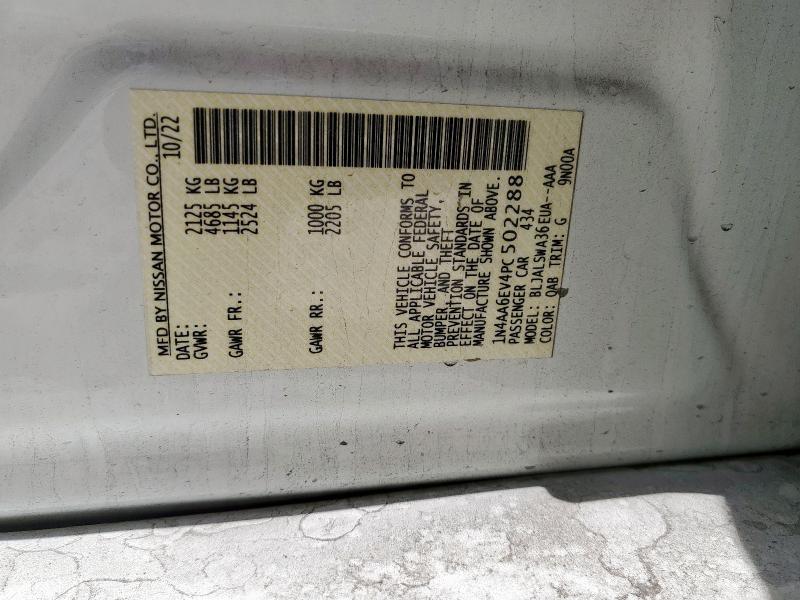 MFD BY NISSAN MOTOR CO., LTD.
DATE: 10/22
GVWR: 2125 KG
4685 LB
GAWR FR.: 1145 KG
2524 LB
GAWR RR.: 1000 KG
2205 LB
THIS VEHICLE CONFORMS TO
ALL APPLICABLE FEDERAL
MOTOR VEHICLE SAFETY,
BUMPER, AND THEFT
PREVENTION STANDARDS IN
EFFECT ON THE DATE OF
MANUFACTURE SHOWN ABOVE.
1N4AA6EV4PC502288
PASSENGER CAR 434
MODEL: BLJALSWA36EUA--AAA
COLOR: QAB TRIM: G 9N00A